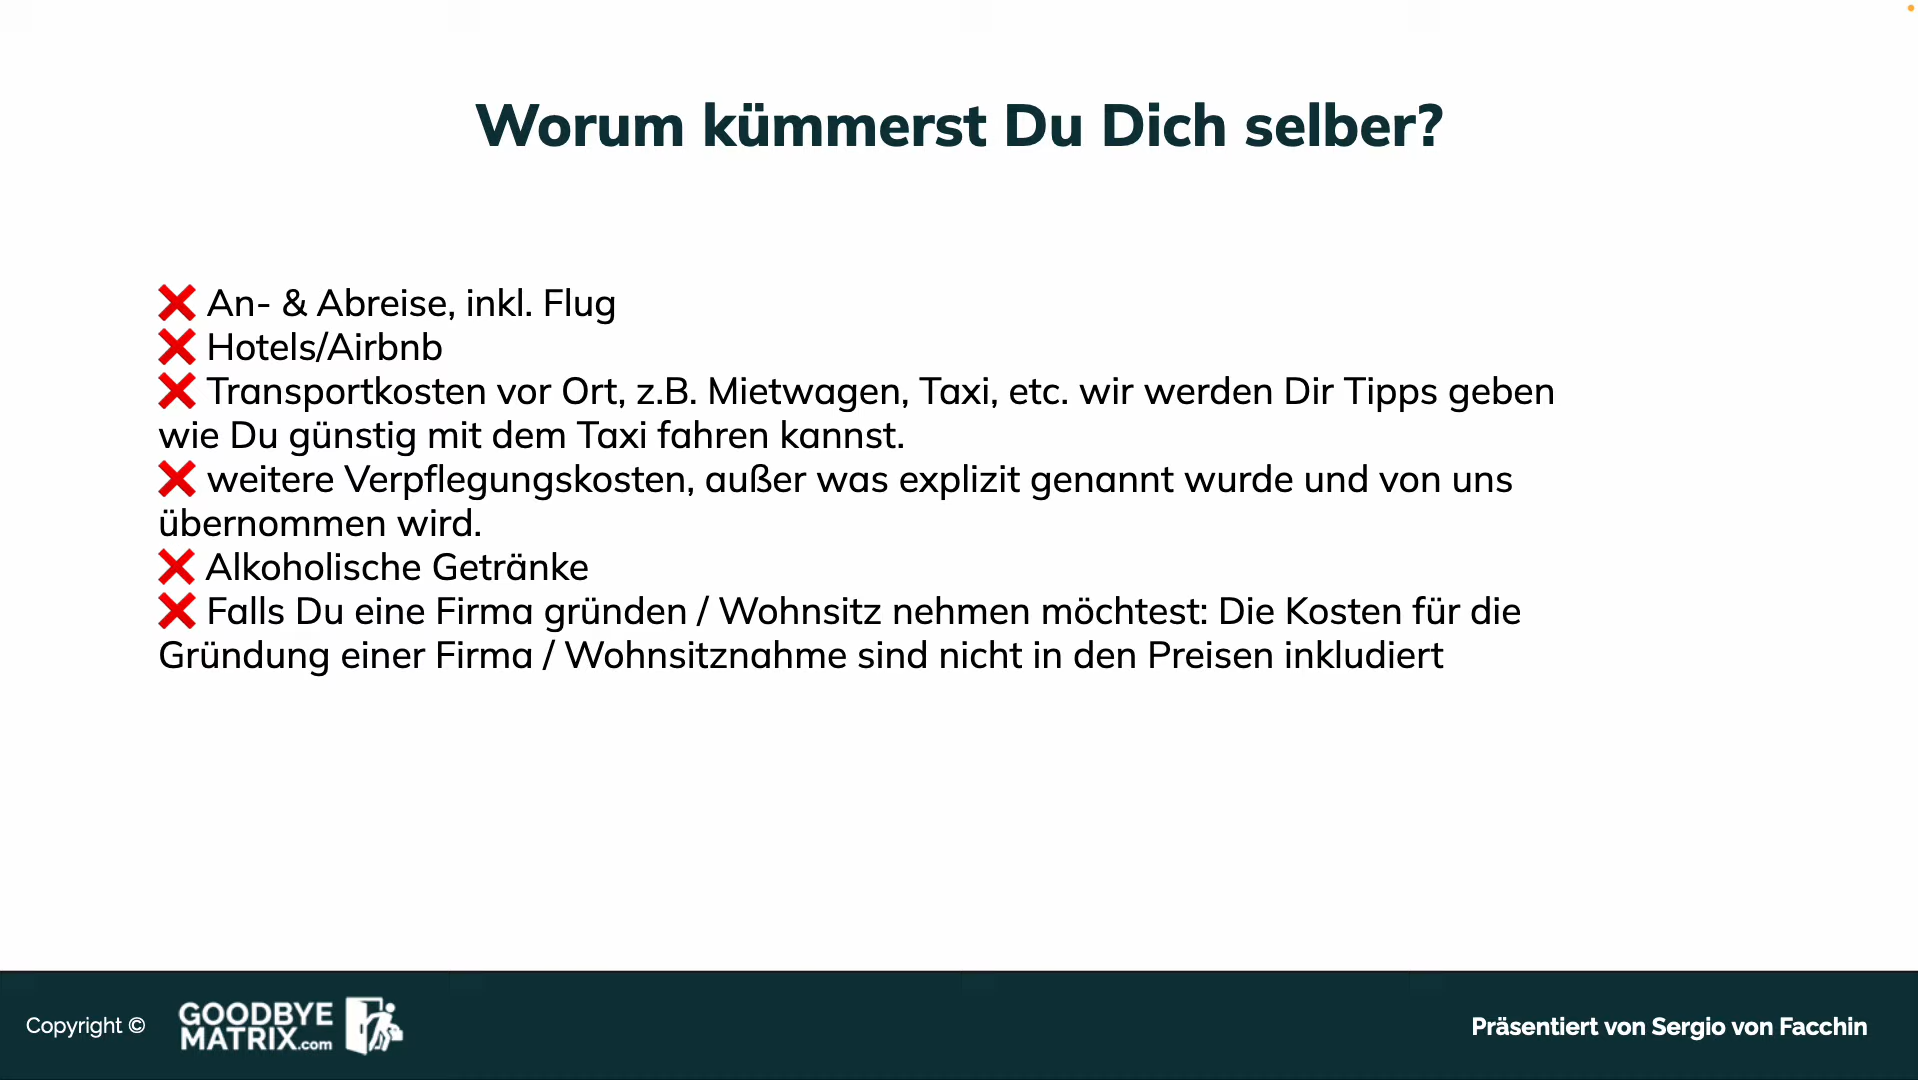 Worum kümmerst Du Dich selber?
❌ An- & Abreise, inkl. Flug
❌ Hotels/Airbnb
❌ Transportkosten vor Ort, z.B. Mietwagen, Taxi, etc. wir werden Dir Tipps geben
wie Du günstig mit dem Taxi fahren kannst.
❌ weitere Verpflegungskosten, außer was explizit genannt wurde und von uns
übernommen wird.
❌ Alkoholische Getränke
❌ Falls Du eine Firma gründen / Wohnsitz nehmen möchtest: Die Kosten für die
Gründung einer Firma / Wohnsitznahme sind nicht in den Preisen inkludiert
Copyright ©
GOODBYE
MATRIX.com
Präsentiert von Sergio von Facchin